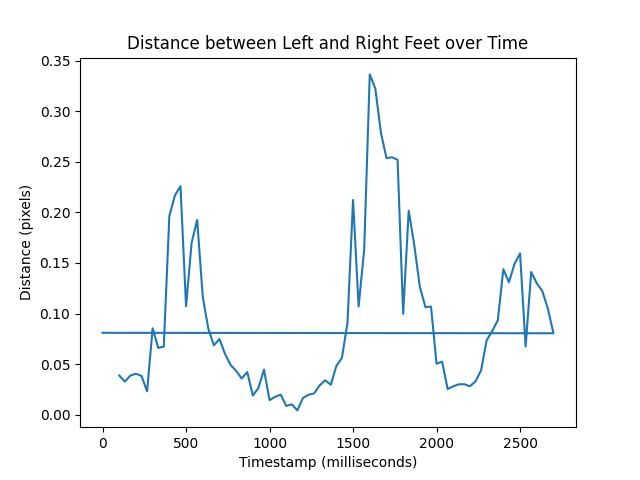 Distance between Left and Right Feet over Time
0.35
0.30
0.25
0.20
0.15
0.10
0.05
0.00
Distance (pixels)
0 500 1000 1500 2000 2500
Timestamp (milliseconds)